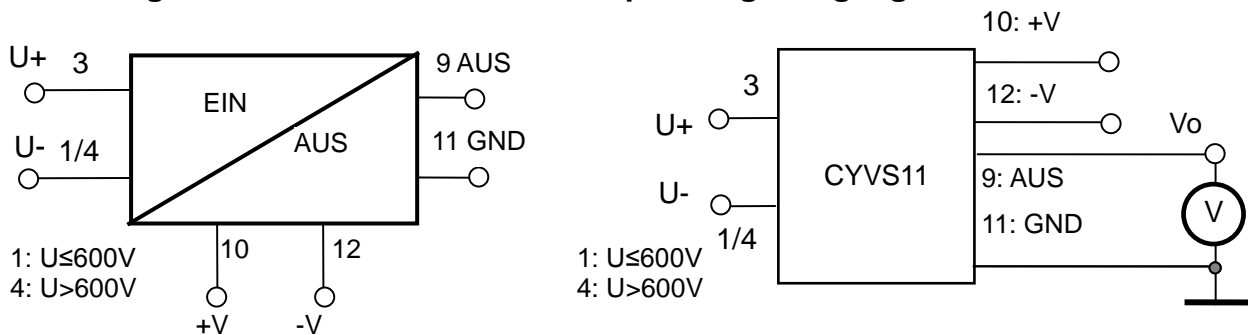 U+ 3
EIN
9 AUS
U- 1/4
AUS
11 GND
1: U≤600V
4: U>600V
10
12
+V
-V
10: +V
3
U+
12: -V
Vo
CYVS11
9: AUS
V
U-
1/4
11: GND
1: U≤600V
4: U>600V